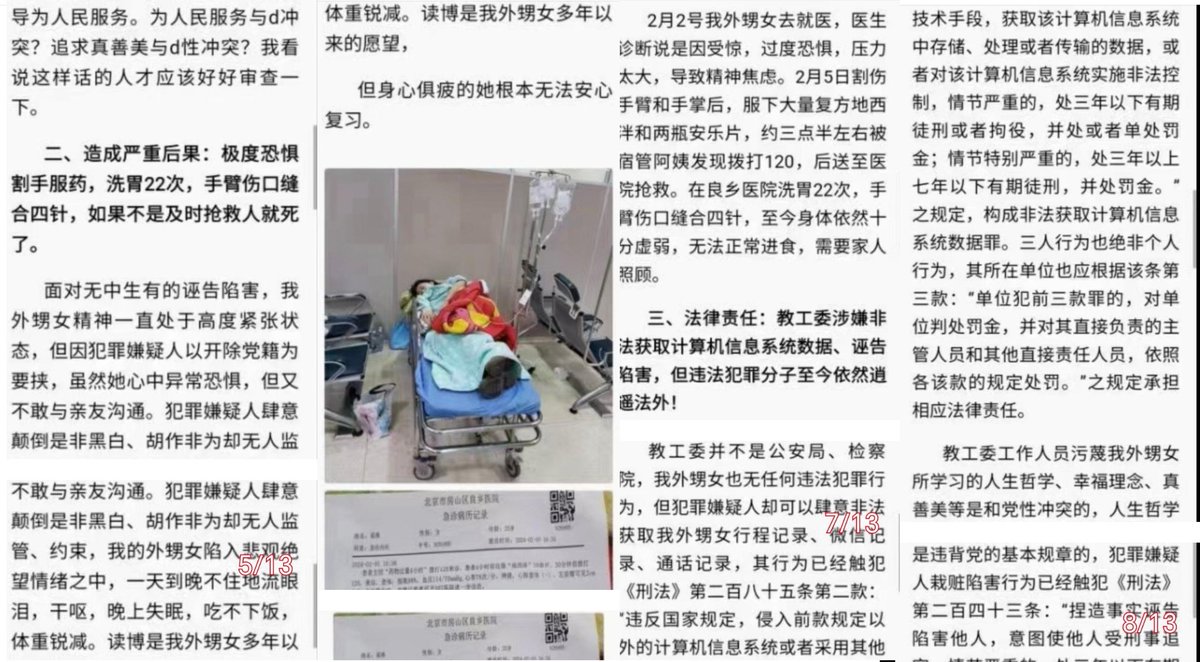 导为人民服务。为人民服务与d冲
突？追求真善美与d性冲突？我看
说这样话的人才应该好好审查一
下。
二、造成严重后果：极度恐惧
割手服药，洗胃22次，手臂伤口缝
合四针，如果不是及时抢救人就死
了。
面对无中生有的诬告陷害，我
外甥女精神一直处于高度紧张状
态，但因犯罪嫌疑人以开除党籍为
要挟，虽然她心中异常恐惧，但又
不敢与亲友沟通。犯罪嫌疑人肆意
颠倒是非黑白、胡作非为却无人监
不敢与亲友沟通。犯罪嫌疑人肆意
颠倒是非黑白、胡作非为却无人监
管、约束，我的外甥女陷入悲观绝
望情绪之中，一天到晚不住地流眼
泪，干呕，晚上失眠，吃不下饭，
体重锐减。读博是我外甥女多年以
5/13
体重锐减。读博是我外甥女多年以
来的愿望，
但身心俱疲的她根本无法安心
复习。
北京市房山区良乡医院
急诊病历记录
北京市房山区良乡医院
急诊病历记录
2月2号我外甥女去就医，医生
诊断说是因受惊，过度恐惧，压力
太大，导致精神焦虑。2月5日割伤
手臂和手掌后，服下大量复方地西
泮和两瓶安乐片，约三点半左右被
宿管阿姨发现拨打120，后送至医
院抢救。在良乡医院洗胃22次，手
臂伤口缝合四针，至今身体依然十
分虚弱，无法正常进食，需要家人
照顾。
三、法律责任：教工委涉嫌非
法获取计算机信息系统数据、诬告
陷害，但违法犯罪分子至今依然逍
遥法外！
教工委并不是公安局、检察
院，我外甥女也无任何违法犯罪行
为，但犯罪嫌疑人却可以肆意非法
获取我外甥女行程记录、微信记
录、通话记录，其行为已经触犯
《刑法》第二百八十五条第二款：
“违反国家规定，侵入前款规定以
外的计算机信息系统或者采用其他
7/13
技术手段，获取该计算机信息系统
中存储、处理或者传输的数据，或
者对该计算机信息系统实施非法控
制，情节严重的，处三年以下有期
徒刑或者拘役，并处或者单处罚
金；情节特别严重的，处三年以上
七年以下有期徒刑，并处罚金。”
之规定，构成非法获取计算机信息
系统数据罪。三人行为也绝非个人
行为，其所在单位也应根据该条第
三款：“单位犯前三款罪的，对单
位判处罚金，并对其直接负责的主
管人员和其他直接责任人员，依照
各该款的规定处罚。”之规定承担
相应法律责任。
教工委工作人员污蔑我外甥女
所学习的人生哲学、幸福理念、真
善美等是和党性冲突的，人生哲学
是违背党的基本规章的，犯罪嫌疑
人栽赃陷害行为已经触犯《刑法》
第二百四十三条：“捏造事实诬告
陷害他人，意图使他人受刑事追
8/13